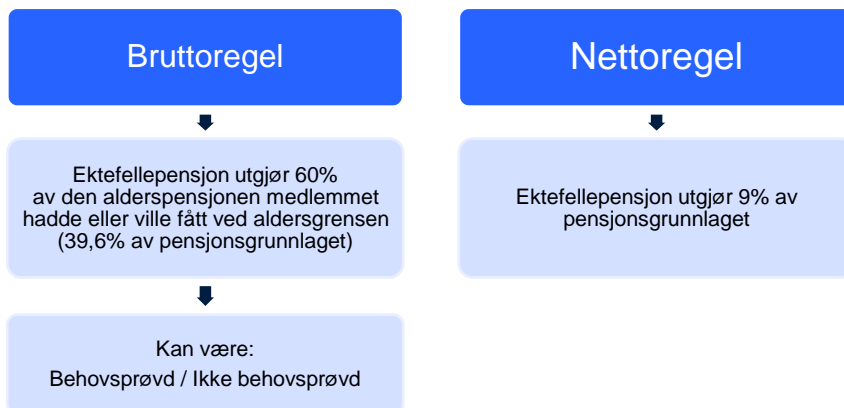 Bruttoregel
Ektefellepensjon utgjør 60%
av den alderspensjonen medlemmet
hadde eller ville fått ved aldersgrensen
(39,6% av pensjonsgrunnlaget)
Kan være:
Behovsprøvd / Ikke behovsprøvd
Nettoregel
Ektefellepensjon utgjør 9% av
pensjonsgrunnlaget